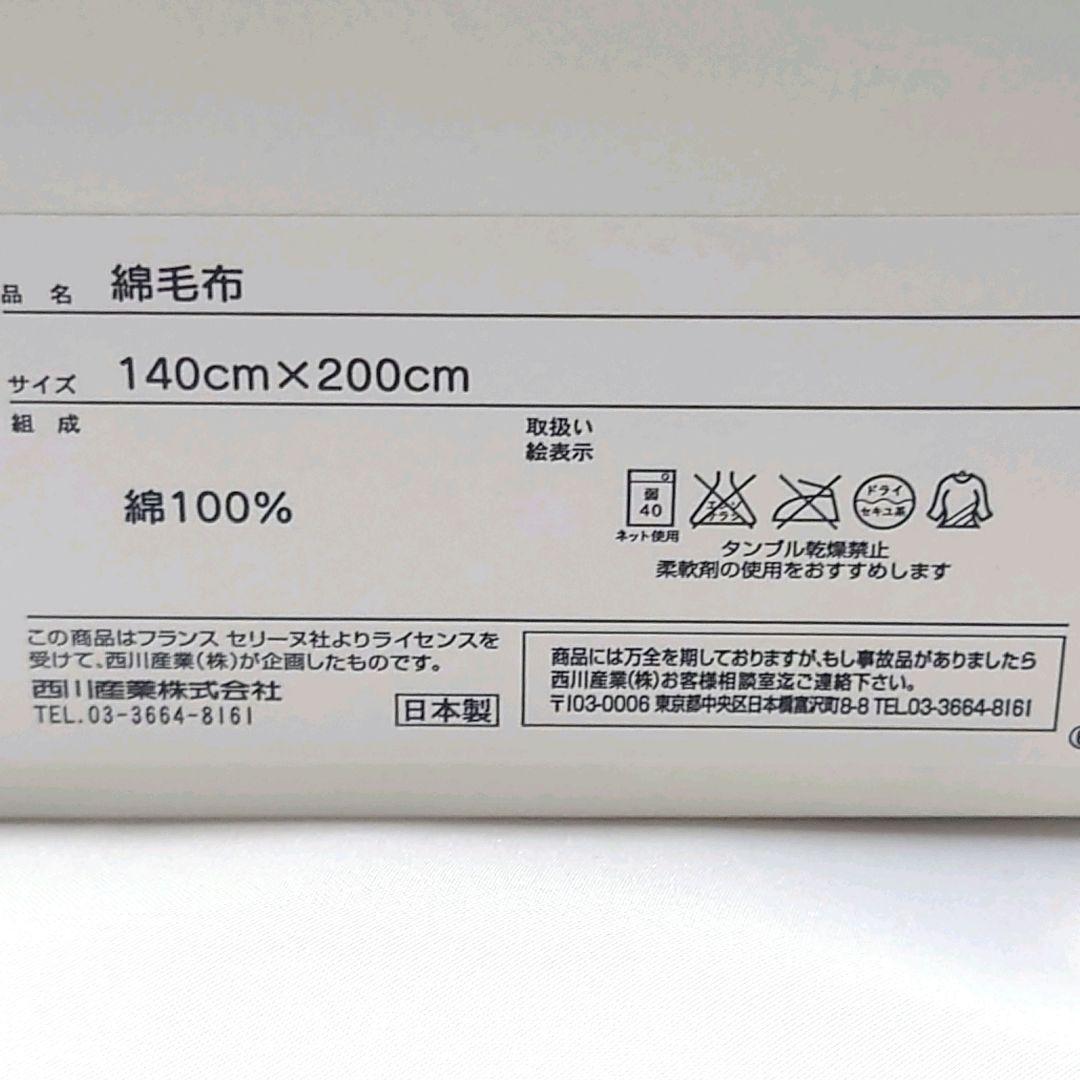 品 名 綿毛布
サイズ 140cm×200cm
組 成
綿100%
取扱い
絵表示
弱
40
ネット使用
エンソ
サラシ
ドライ
セキユ系
タンブル乾燥禁止
柔軟剤の使用をおすすめします
この商品はフランス セリーヌ社よりライセンスを
受けて、西川産業(株)が企画したものです。
西川産業株式会社
TEL.03-3664-8161
日本製
商品には万全を期しておりますが、もし事故品がありましたら
西川産業(株)お客様相談室迄ご連絡下さい。
〒103-0006 東京都中央区日本橋富沢町8-8 TEL.03-3664-8161